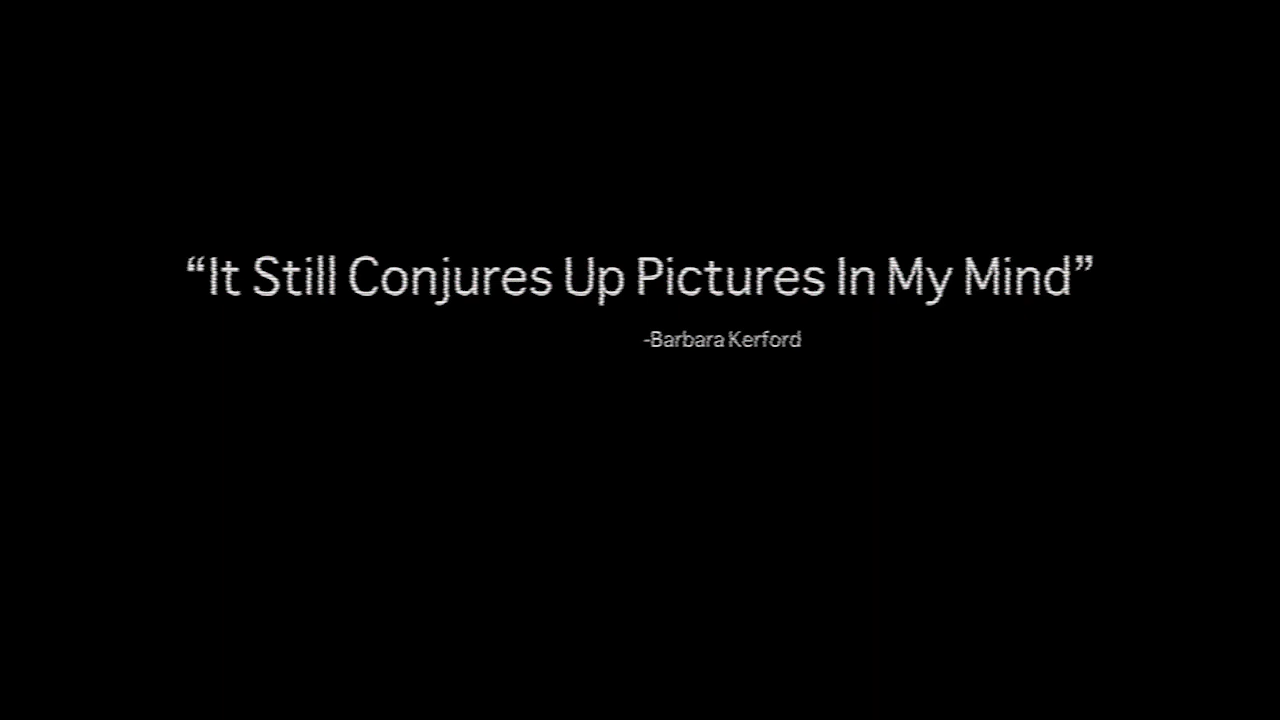 “It Still Conjures Up Pictures In My Mind”
-Barbara Kerford